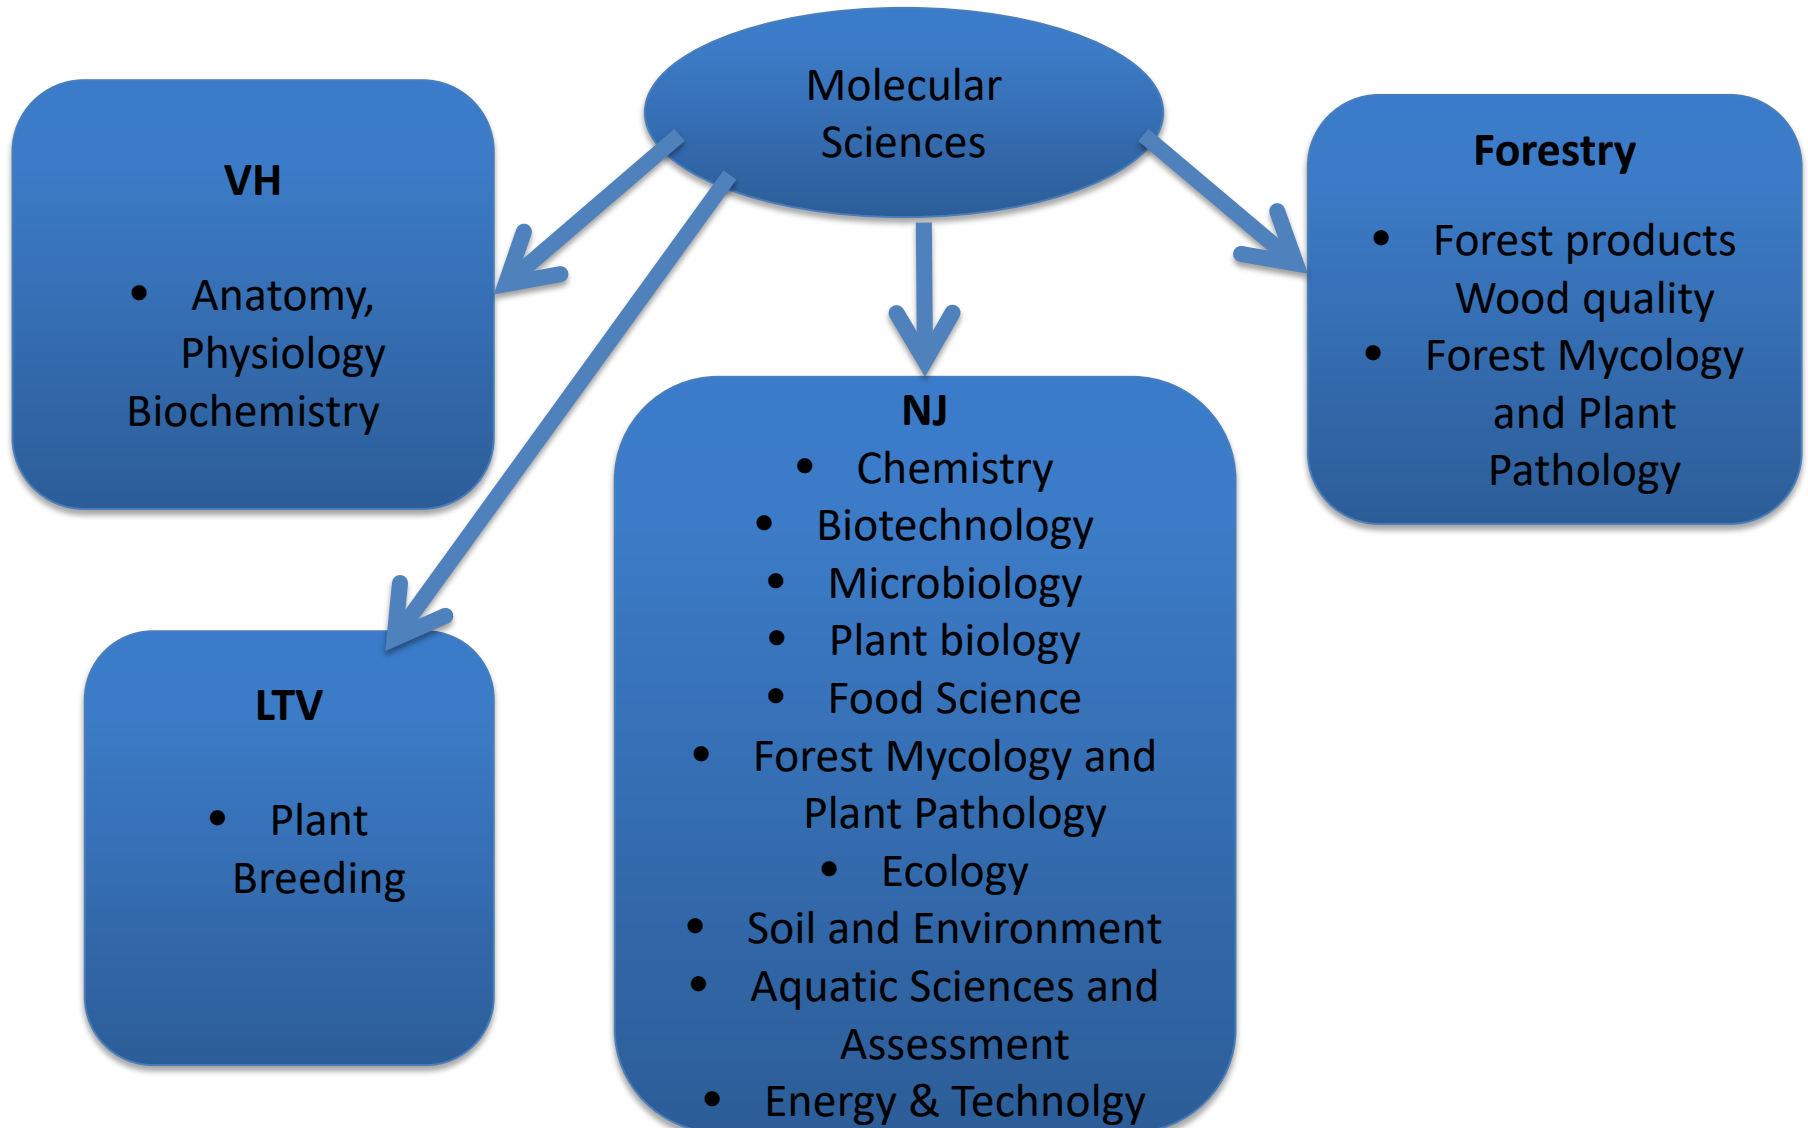 Molecular
Sciences
VH
• Anatomy,
Physiology
Biochemistry
Forestry
• Forest products
Wood quality
• Forest Mycology
and Plant
Pathology
LTV
• Plant
Breeding
NJ
• Chemistry
• Biotechnology
• Microbiology
• Plant biology
• Food Science
• Forest Mycology and
Plant Pathology
• Ecology
• Soil and Environment
• Aquatic Sciences and
Assessment
• Energy & Technolgy